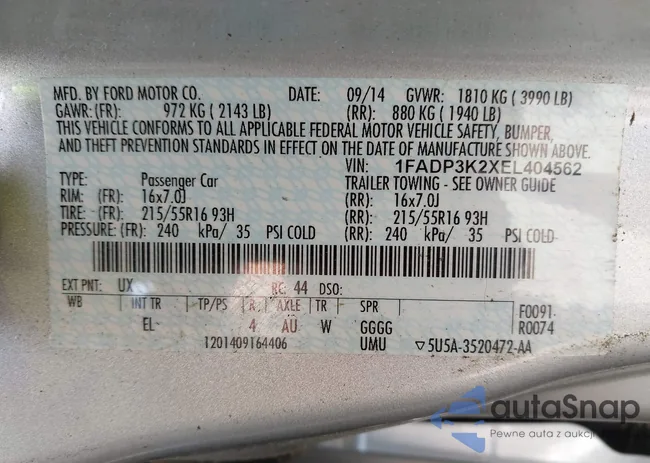 MFD. BY FORD MOTOR CO. DATE: 09/14 GVWR: 1810 KG ( 3990 LB)
GAWR: (FR): 972 KG ( 2143 LB) (RR): 880 KG ( 1940 LB)
THIS VEHICLE CONFORMS TO ALL APPLICABLE FEDERAL MOTOR VEHICLE SAFETY, BUMPER,
AND THEFT PREVENTION STANDARDS IN EFFECT ON THE DATE OF MANUFACTURE SHOWN ABOVE.
VIN: 1FADP3K2XEL404562
TYPE: Passenger Car TRAILER TOWING - SEE OWNER GUIDE
RIM: (FR): 16x7.0J (RR): 16x7.0J
TIRE: (FR): 215/55R16 93H (RR): 215/55R16 93H
PRESSURE: (FR): 240 kPa/ 35 PSI COLD (RR): 240 kPa/ 35 PSI COLD
EXT PNT: UX RC: 44 DSO:
WB INT TR TP/PS R AXLE TR SPR F0091
EL 4 AU W GGGG R0074
1201409164406 UMU ▽5U5A-3520472-AA
autaSnap
Pewne auta z aukcji